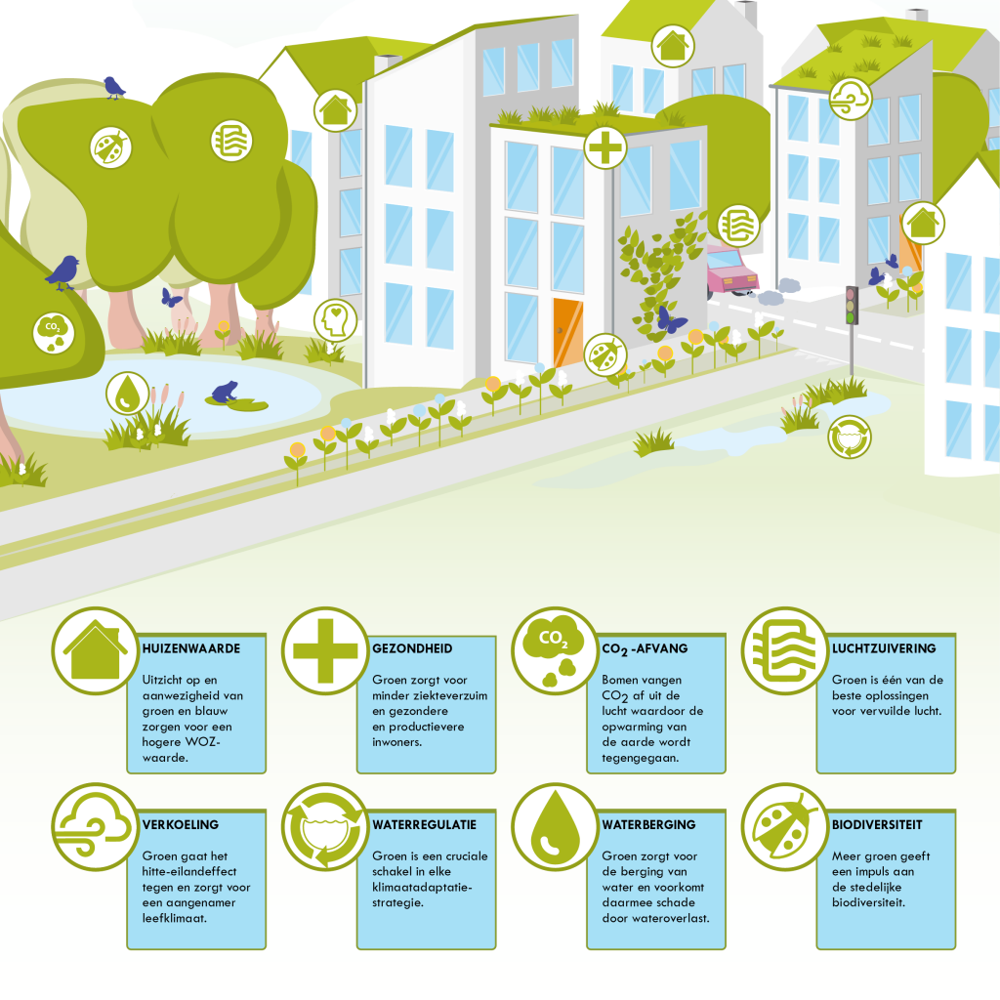 CO2
HUIZENWAARDE
Uitzicht op en
aanwezigheid van
groen en blauw
zorgen voor een
hogere WOZ-
waarde.
GEZONDHEID
Groen zorgt voor
minder ziekteverzuim
en gezondere
en productievere
inwoners.
CO2
CO2 -AFVANG
Bomen vangen
CO2 af uit de
lucht waardoor de
opwarming van
de aarde wordt
tegengegaan.
LUCHTZUIVERING
Groen is één van de
beste oplossingen
voor vervuilde lucht.
VERKOELING
Groen gaat het
hitte-eilandeffect
tegen en zorgt voor
een aangenamer
leefklimaat.
WATERREGULATIE
Groen is een cruciale
schakel in elke
klimaatadaptatie-
strategie.
WATERBERGING
Groen zorgt voor
de berging van
water en voorkomt
daarmee schade
door wateroverlast.
BIODIVERSITEIT
Meer groen geeft
een impuls aan
de stedelijke
biodiversiteit.